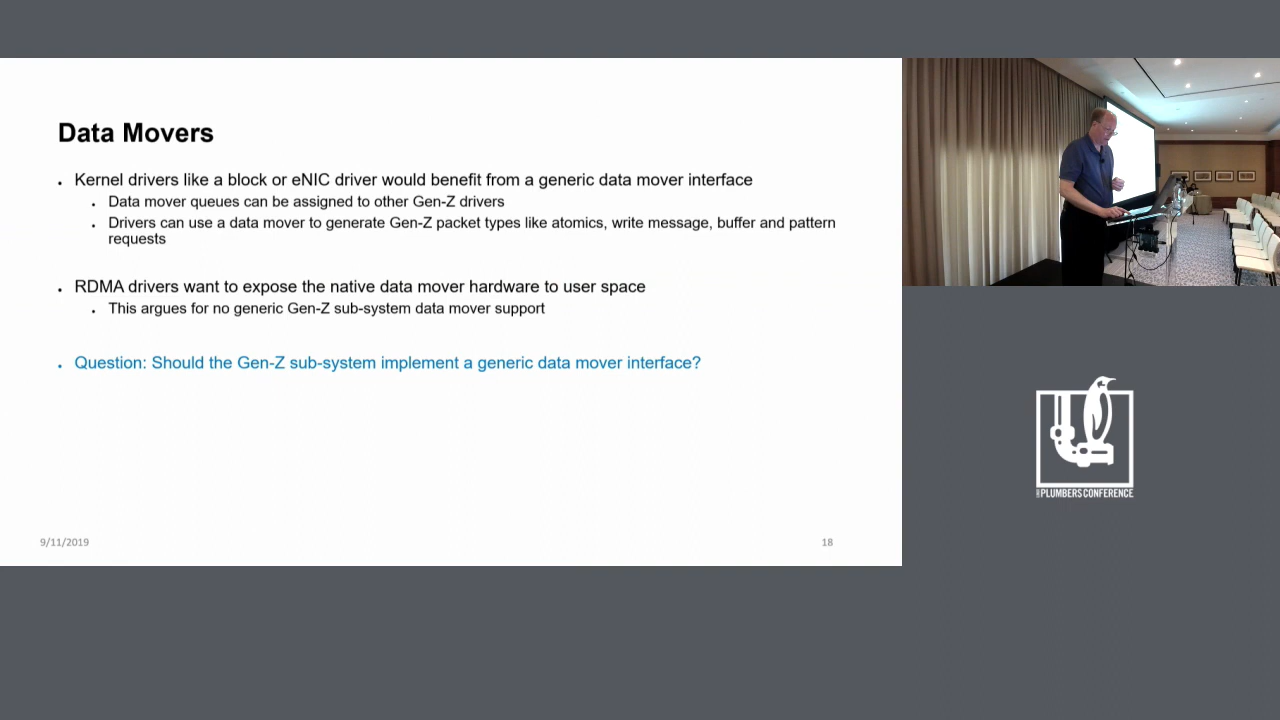 Data Movers
• Kernel drivers like a block or eNIC driver would benefit from a generic data mover interface
• Data mover queues can be assigned to other Gen-Z drivers
• Drivers can use a data mover to generate Gen-Z packet types like atomics, write message, buffer and pattern
requests
• RDMA drivers want to expose the native data mover hardware to user space
• This argues for no generic Gen-Z sub-system data mover support
• Question: Should the Gen-Z sub-system implement a generic data mover interface?
9/11/2019
18
PLUMBERS CONFERENCE